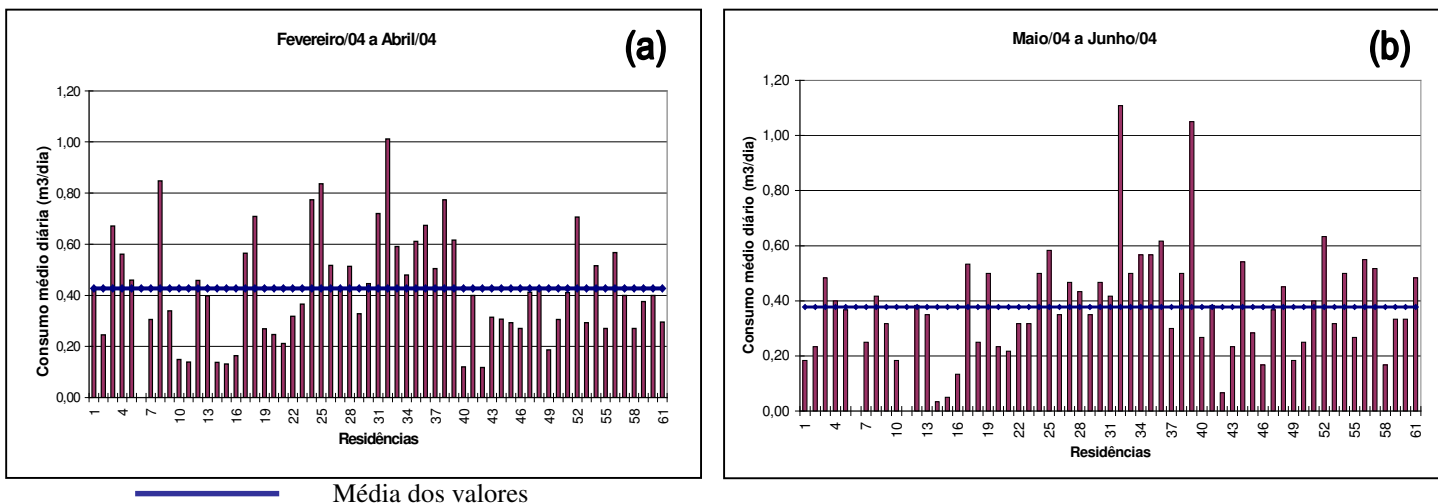 Fevereiro/04 a Abril/04
(a)
Consumo médio diária (m3/dia)
1,20
1,00
0,80
0,60
0,40
0,20
0,00
1 4 7 10 13 16 19 22 25 28 31 34 37 40 43 46 49 52 55 58 61
Residências
Maio/04 a Junho/04
(b)
Consumo médio diário (m3/dia)
1,20
1,00
0,80
0,60
0,40
0,20
0,00
1 4 7 10 13 16 19 22 25 28 31 34 37 40 43 46 49 52 55 58 61
Residências
Média dos valores